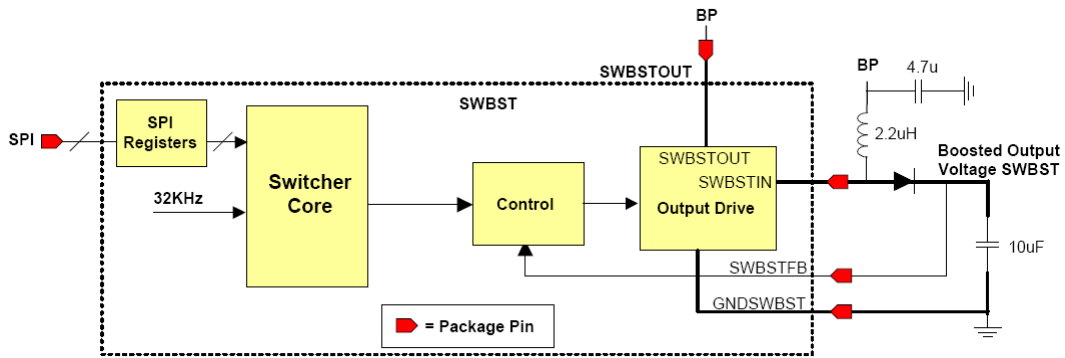 BP
SWBSTOUT
SWBST
SPI
SPI
Registers
32KHz
Switcher
Core
Control
SWBSTOUT
SWBSTIN
Output Drive
SWBSTFB
GNDSWBST
= Package Pin
BP
4.7u
2.2uH
Boosted Output
Voltage SWBST
10uF